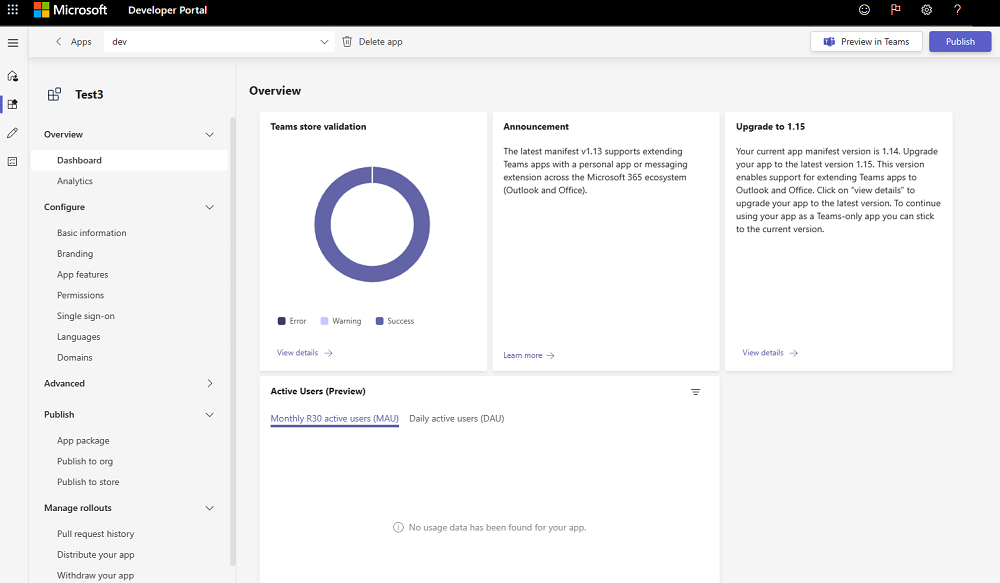 Microsoft Developer Portal
?
Apps dev Delete app Preview in Teams Publish
Test3
Overview
Dashboard
Analytics
Configure
Basic information
Branding
App features
Permissions
Single sign-on
Languages
Domains
Advanced
Publish
App package
Publish to org
Publish to store
Manage rollouts
Pull request history
Distribute your app
Withdraw your app
Overview
Teams store validation
Error Warning Success
View details
Announcement
The latest manifest v1.13 supports extending
Teams apps with a personal app or messaging
extension across the Microsoft 365 ecosystem
(Outlook and Office).
Learn more
Upgrade to 1.15
Your current app manifest version is 1.14. Upgrade
your app to the latest version 1.15. This version
enables support for extending Teams apps to
Outlook and Office. Click on “view details” to
upgrade your app to the latest version. To continue
using your app as a Teams-only app you can stick
to the current version.
View details
Active Users (Preview)
Monthly R30 active users (MAU) Daily active users (DAU)
No usage data has been found for your app.